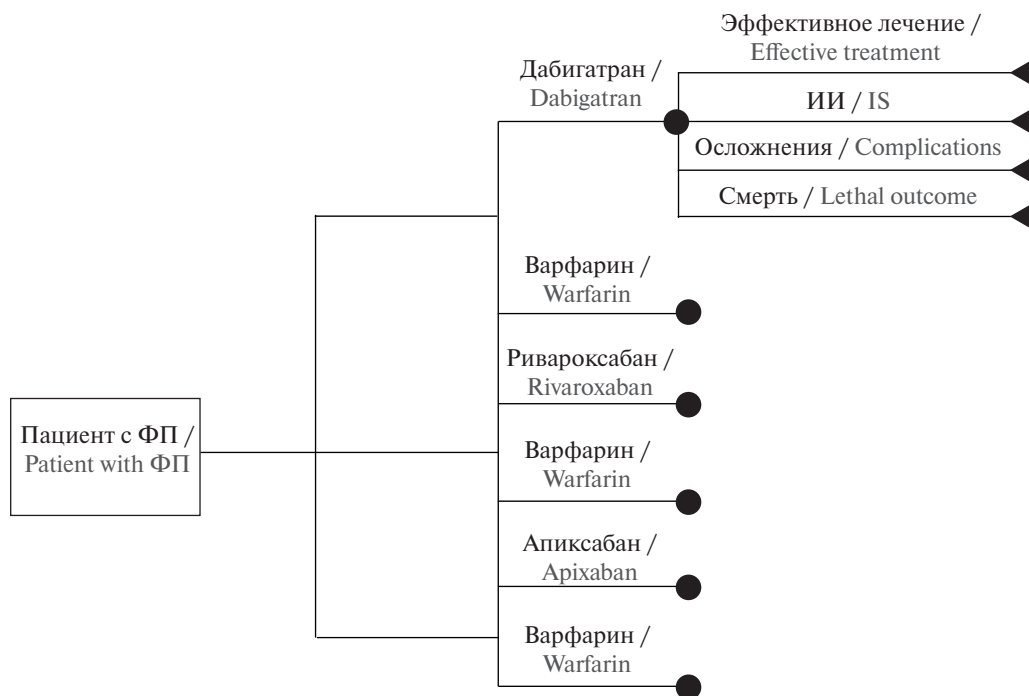 Эффективное лечение /
Effective treatment
Дабигатран /
Dabigatran
ИИ / IS
Осложнения / Complications
Смерть / Lethal outcome
Варфарин /
Warfarin
Ривароксабан /
Rivaroxaban
Пациент с ФП /
Patient with ФП
Варфарин /
Warfarin
Апиксабан /
Apixaban
Варфарин /
Warfarin